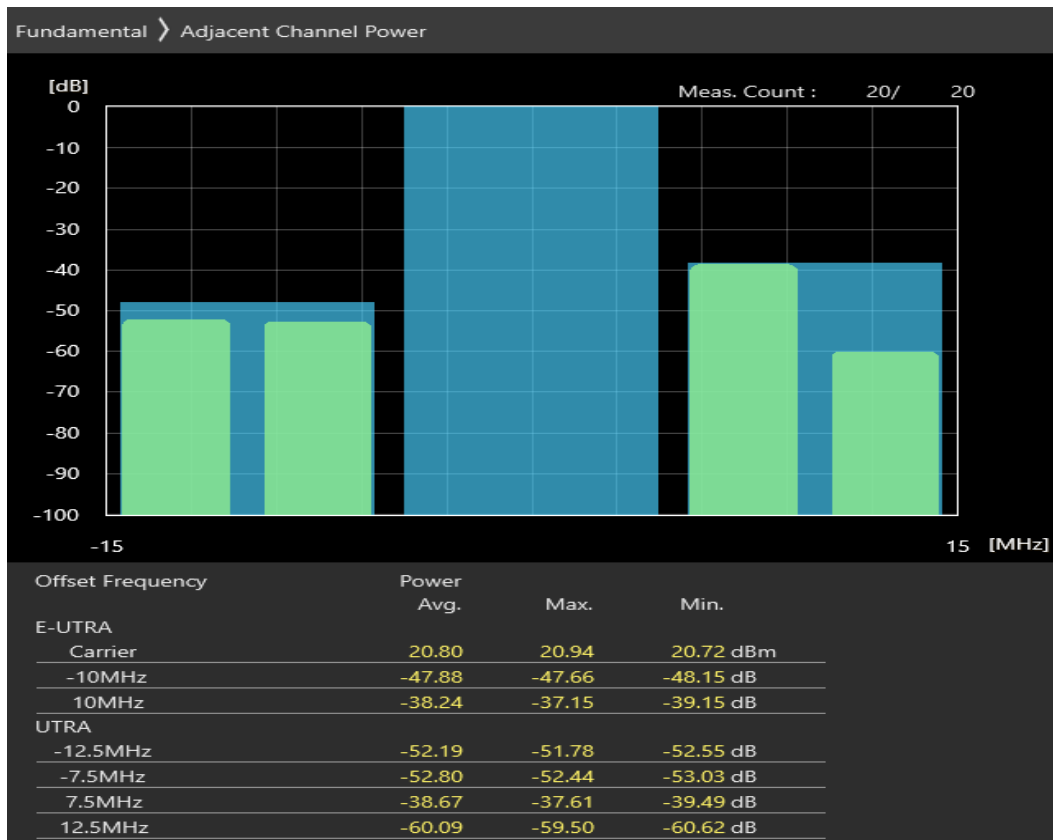 Fundamental 〉 Adjacent Channel Power
[dB]
Meas. Count : 20/ 20
0
-10
-20
-30
-40
-50
-60
-70
-80
-90
-100
-15 15 [MHz]
Offset Frequency Power
Avg. Max. Min.
E-UTRA
Carrier 20.80 20.94 20.72 dBm
-10MHz -47.88 -47.66 -48.15 dB
10MHz -38.24 -37.15 -39.15 dB
UTRA
-12.5MHz -52.19 -51.78 -52.55 dB
-7.5MHz -52.80 -52.44 -53.03 dB
7.5MHz -38.67 -37.61 -39.49 dB
12.5MHz -60.09 -59.50 -60.62 dB